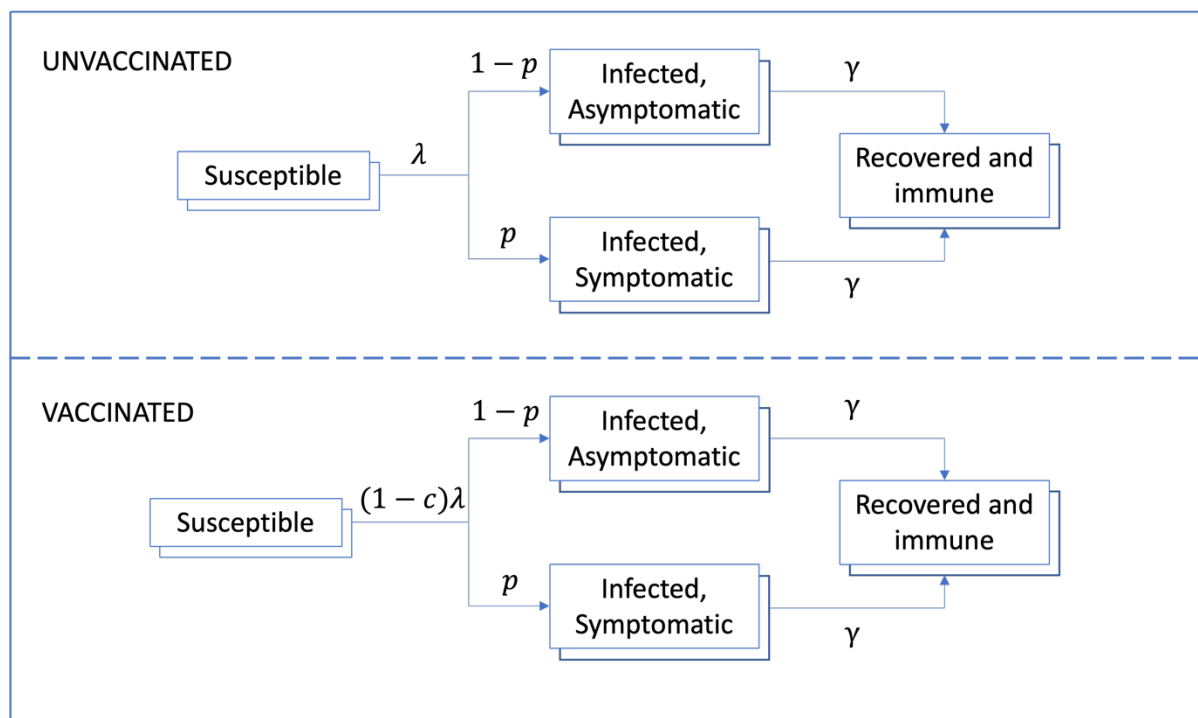 UNVACCINATED
1 − p
Infected,
Asymptomatic
γ
Susceptible
λ
Recovered and
immune
p
Infected,
Symptomatic
γ
VACCINATED
1 − p
Infected,
Asymptomatic
γ
Susceptible
(1 − c)λ
Recovered and
immune
p
Infected,
Symptomatic
γ